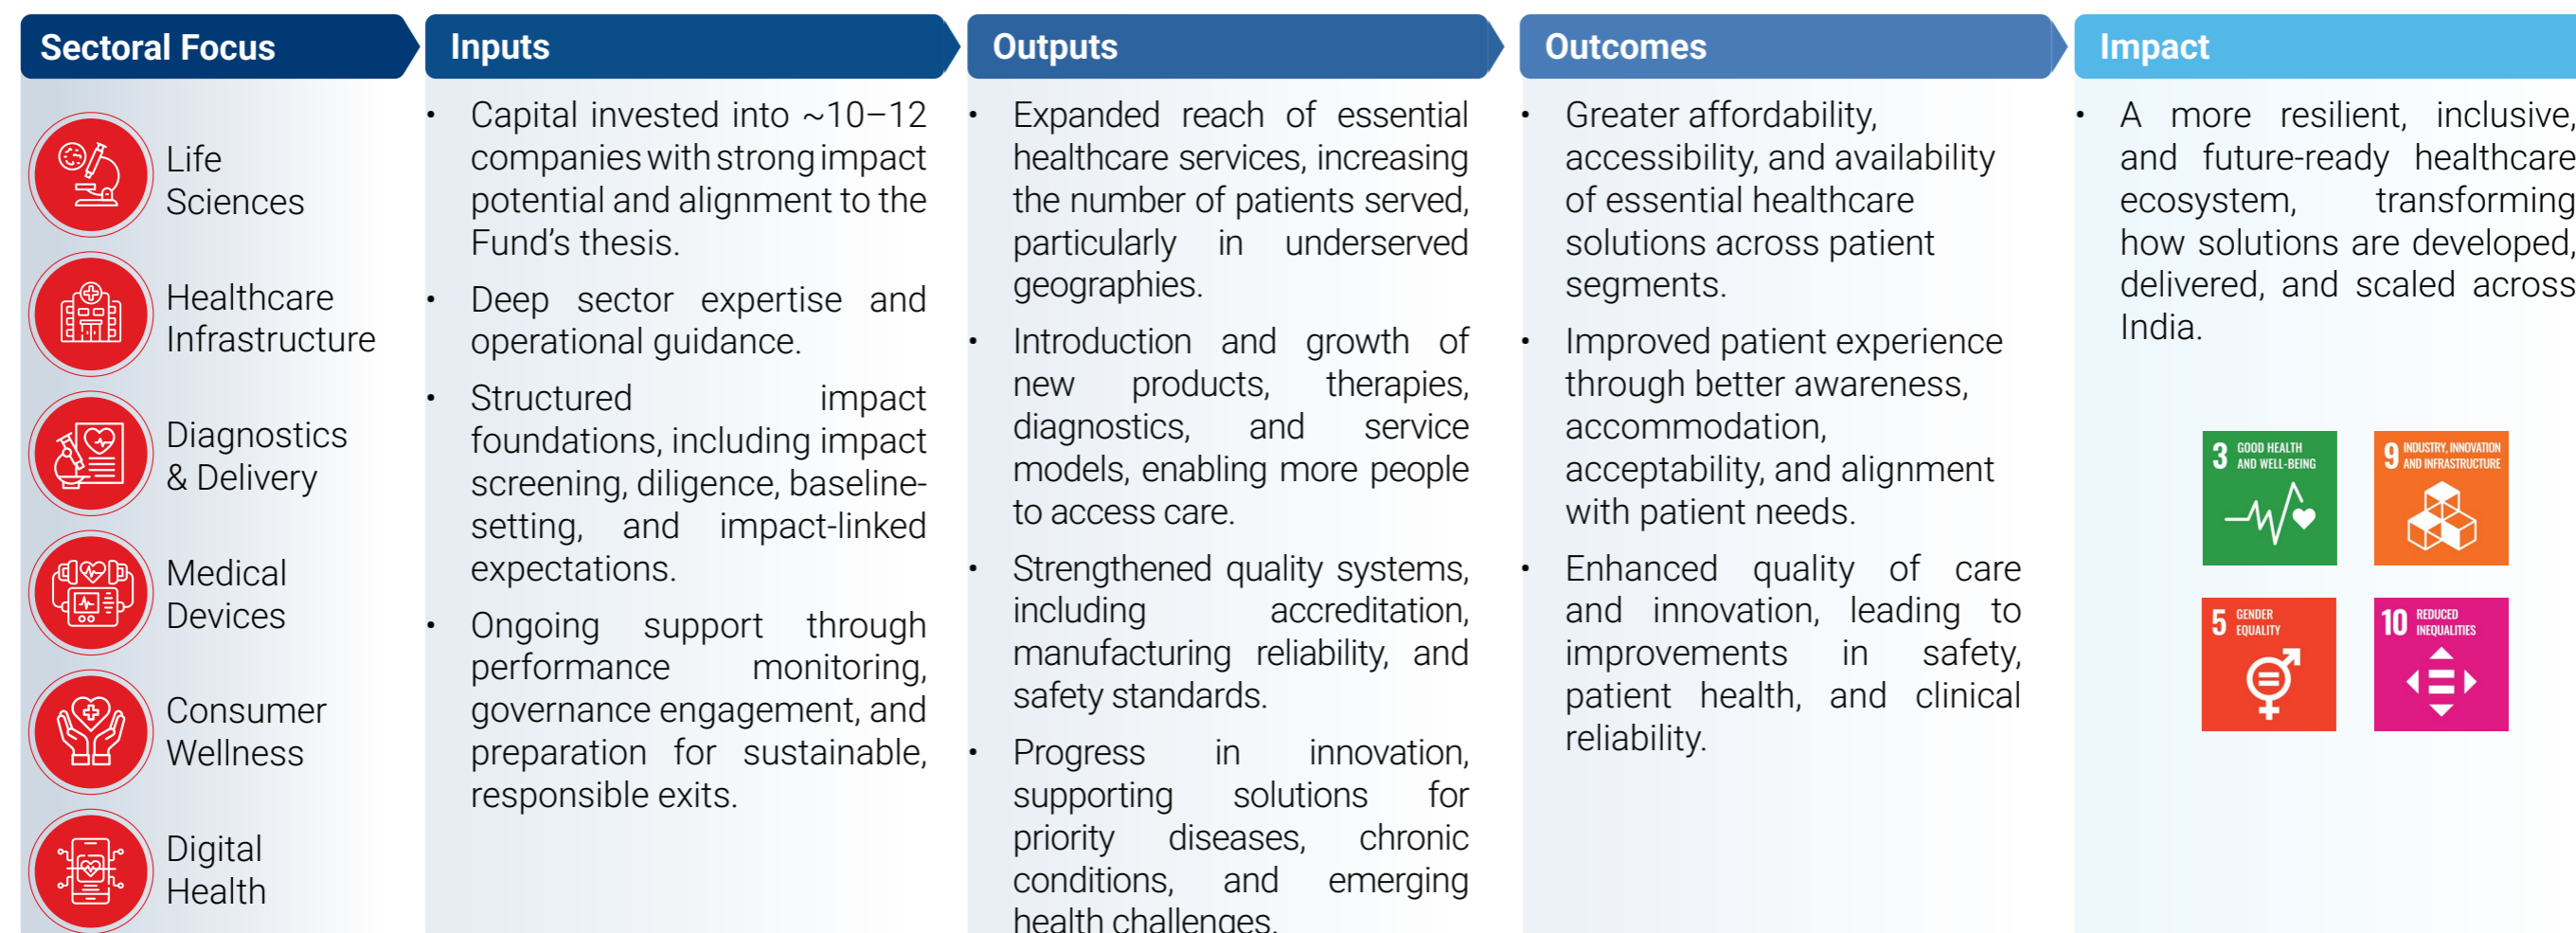 Sectoral Focus
Life
Sciences
Healthcare
Infrastructure
Diagnostics
& Delivery
Medical
Devices
Consumer
Wellness
Digital
Health
Inputs
• Capital invested into ~10–12
companies with strong impact
potential and alignment to the
Fund's thesis.
• Deep sector expertise and
operational guidance.
• Structured impact
foundations, including impact
screening, diligence, baseline-
setting, and impact-linked
expectations.
• Ongoing support through
performance monitoring,
governance engagement, and
preparation for sustainable,
responsible exits.
Outputs
• Expanded reach of essential
healthcare services, increasing
the number of patients served,
particularly in underserved
geographies.
• Introduction and growth of
new products, therapies,
diagnostics, and service
models, enabling more people
to access care.
• Strengthened quality systems,
including accreditation,
manufacturing reliability, and
safety standards.
• Progress in innovation,
supporting solutions for
priority diseases, chronic
conditions, and emerging
health challenges.
Outcomes
• Greater affordability,
accessibility, and availability
of essential healthcare
solutions across patient
segments.
• Improved patient experience
through better awareness,
accommodation,
acceptability, and alignment
with patient needs.
• Enhanced quality of care
and innovation, leading to
improvements in safety,
patient health, and clinical
reliability.
Impact
• A more resilient, inclusive,
and future-ready healthcare
ecosystem, transforming
how solutions are developed,
delivered, and scaled across
India.
3 GOOD HEALTH
AND WELL-BEING
9 INDUSTRY, INNOVATION
AND INFRASTRUCTURE
5 GENDER
EQUALITY
10 REDUCED
INEQUALITIES